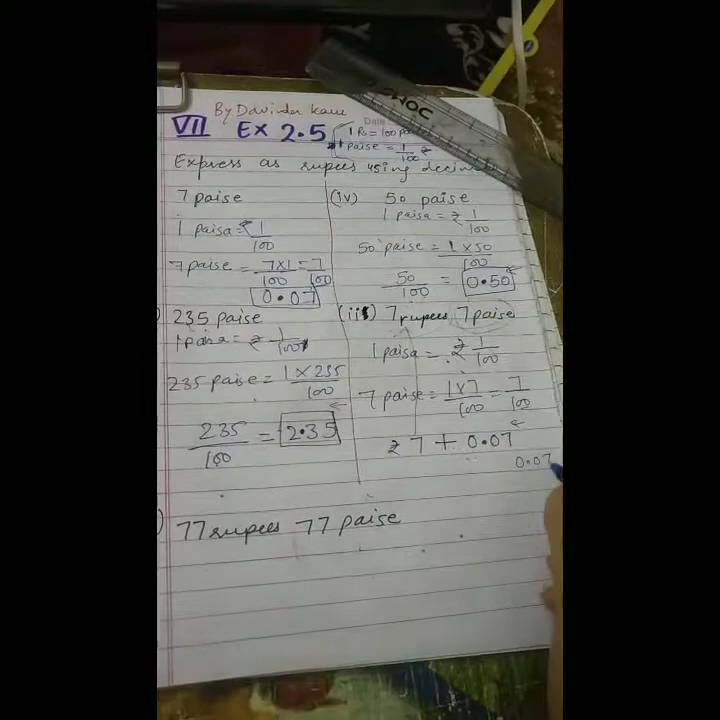 By Davinder Kaur
VII Ex 2.5
Date
1 Rs = 100 paise
1 paise = 1/100 ₹
Express as rupees using decimals
7 paise
1 paisa = ₹ 1/100
7 paise = 7×1/100 = 7/100
0.07
(iv) 50 paise
1 paisa = ₹ 1/100
50 paise = 1×50/100
50/100 = 0.50
) 235 paise
1 paisa = ₹ 1/100
235 paise = 1×235/100
235/100 = 2.35
(iii) 7 rupees 7 paise
1 paisa = ₹ 1/100
7 paise = 1×7/100 = 7/100
₹ 7 + 0.07
0.07
) 77 rupees 77 paise